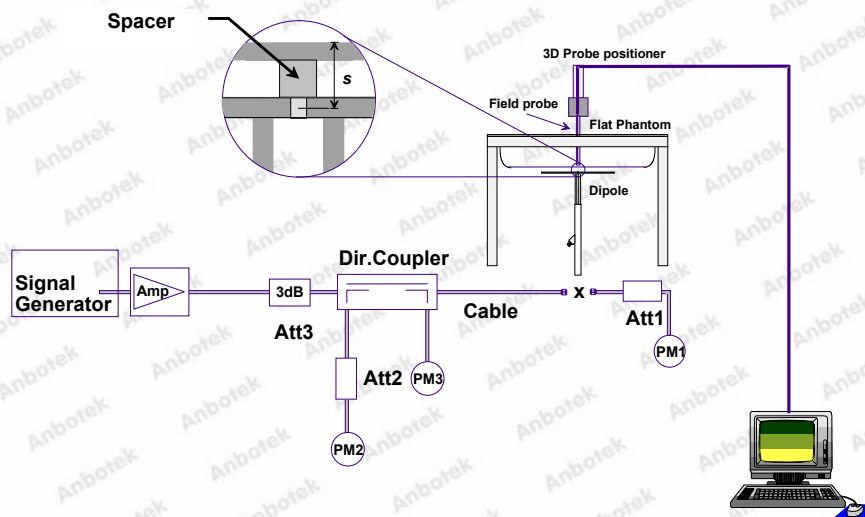 Spacer
s
3D Probe positioner
Field probe
Flat Phantom
Dipole
Dir.Coupler
Signal
Generator
Amp
3dB
Att3
Cable
x
Att1
PM1
Att2
PM3
PM2
Anbotek